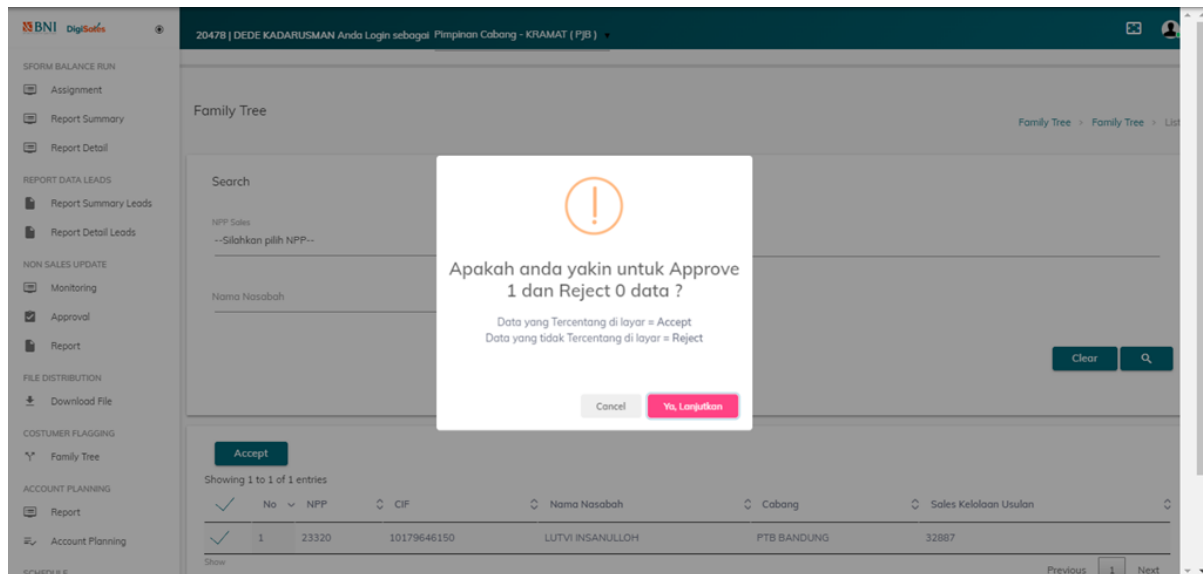 BNI DigiSales
20478 | DEDE KADARUSMAN Anda Login sebagai Pimpinan Cabang - KRAMAT ( PJB )
SFORM BALANCE RUN
Assignment
Report Summary
Report Detail
REPORT DATA LEADS
Report Summary Leads
Report Detail Leads
NON SALES UPDATE
Monitoring
Approval
Report
FILE DISTRIBUTION
Download File
COSTUMER FLAGGING
Family Tree
ACCOUNT PLANNING
Report
Account Planning
SCHEDULE
Family Tree
Family Tree > Family Tree > List
Search
NPP Sales
--Silahkan pilih NPP--
Nama Nasabah
Clear
Apakah anda yakin untuk Approve
1 dan Reject 0 data ?
Data yang Tercentang di layar = Accept
Data yang tidak Tercentang di layar = Reject
Cancel Ya, Lanjutkan
Accept
Showing 1 to 1 of 1 entries
No NPP CIF Nama Nasabah Cabang Sales Kelolaan Usulan
1 23320 10179646150 LUTVI INSANULLOH PTB BANDUNG 32887
Show
Previous 1 Next